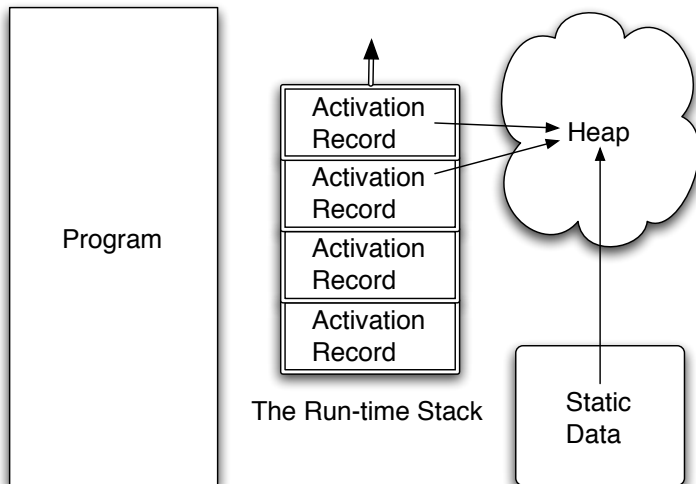 Program
Activation
Record
Activation
Record
Activation
Record
Activation
Record
The Run-time Stack
Heap
Static
Data